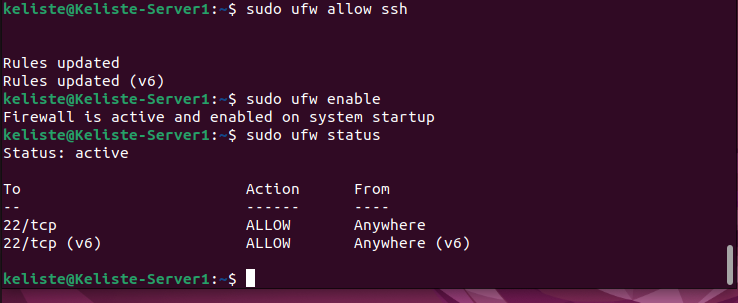 keliste@Keliste-Server1:~$ sudo ufw allow ssh
Rules updated
Rules updated (v6)
keliste@Keliste-Server1:~$ sudo ufw enable
Firewall is active and enabled on system startup
keliste@Keliste-Server1:~$ sudo ufw status
Status: active
To                         Action      From
--                         ------      ----
22/tcp                     ALLOW       Anywhere
22/tcp (v6)                ALLOW       Anywhere (v6)
keliste@Keliste-Server1:~$